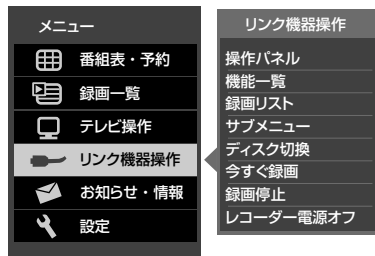 メニュー
番組表・予約
録画一覧
テレビ操作
リンク機器操作
お知らせ・情報
設定
リンク機器操作
操作パネル
機能一覧
録画リスト
サブメニュー
ディスク切換
今すぐ録画
録画停止
レコーダー電源オフ